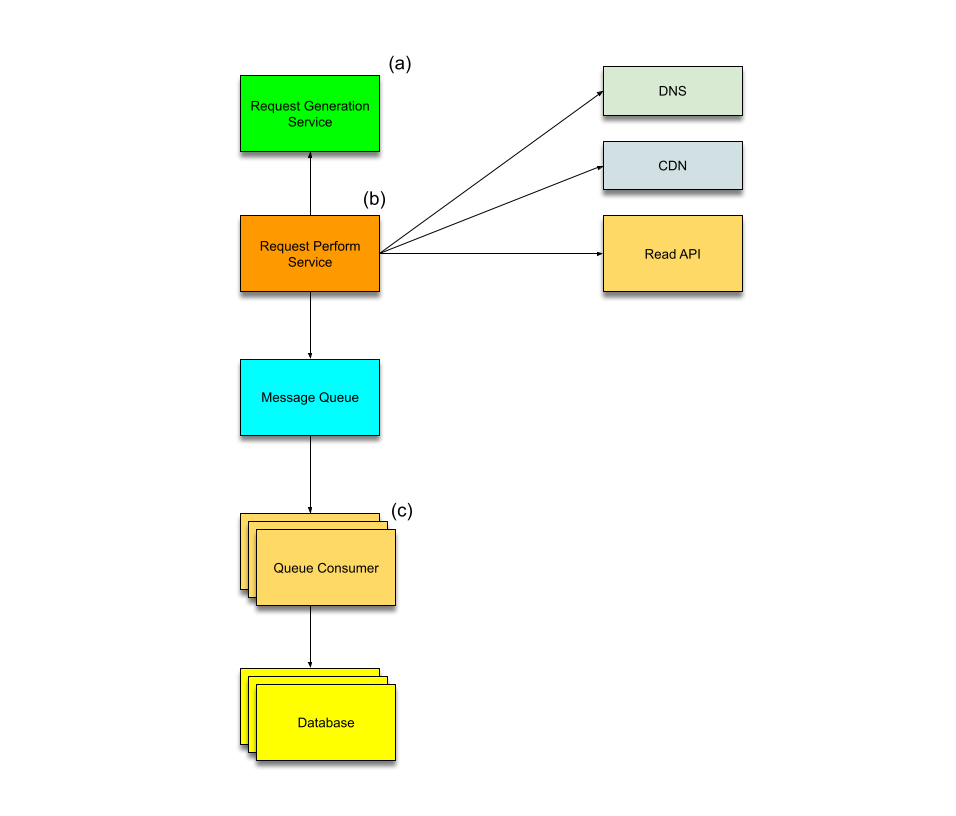 (a)
Request Generation
Service
DNS
CDN
(b)
Request Perform
Service
Read API
Message Queue
(c)
Queue Consumer
Database